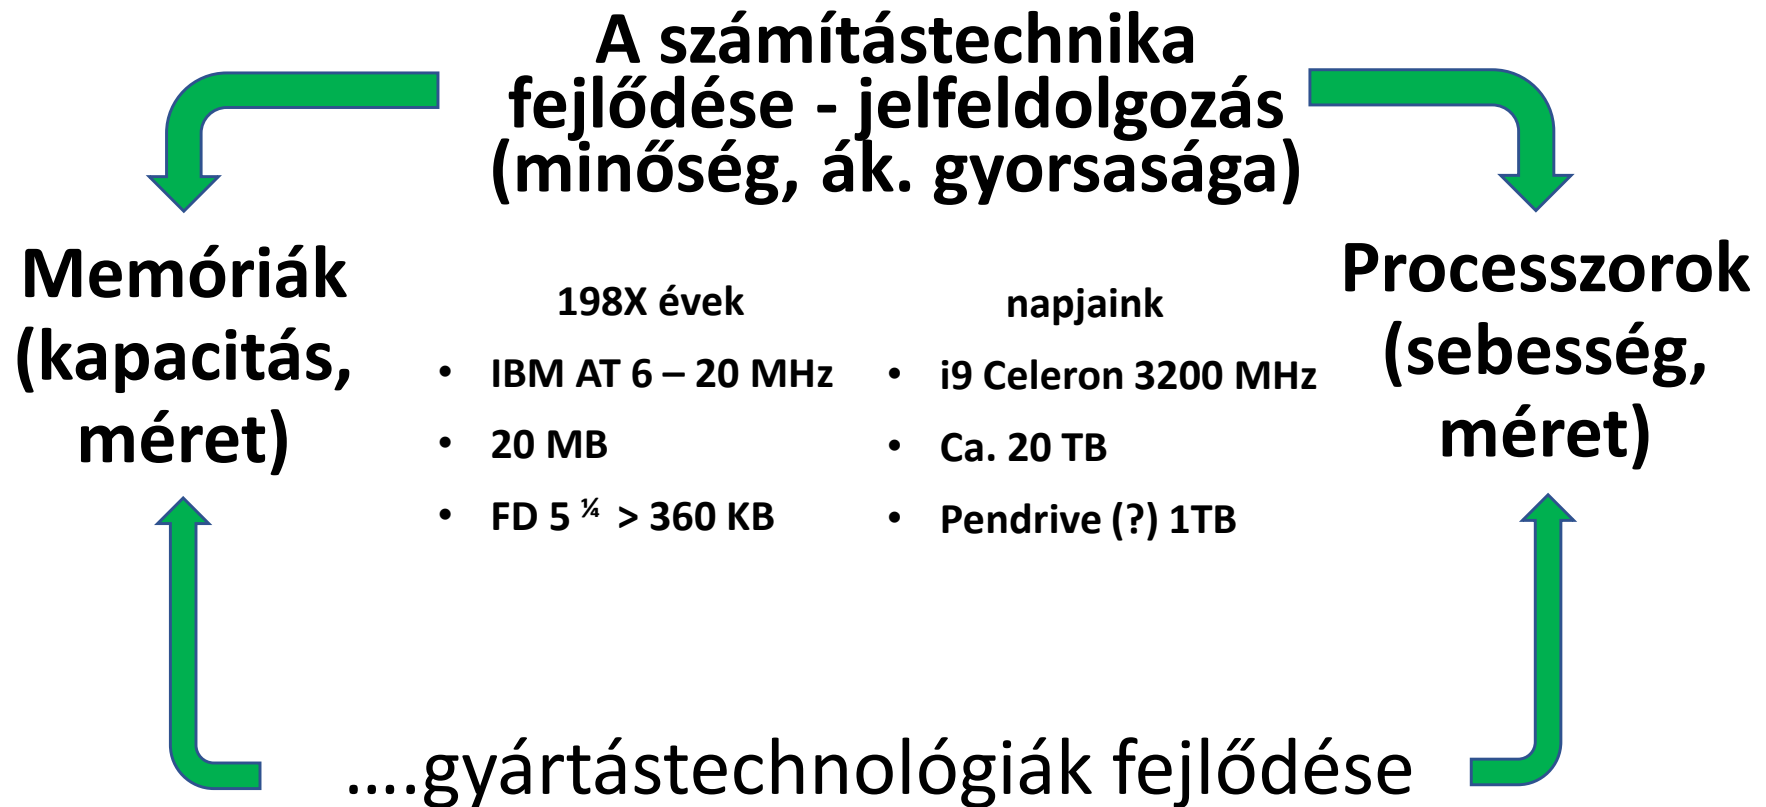 A számítástechnika
fejlődése - jelfeldolgozás
(minőség, ák. gyorsasága)
Memóriák
(kapacitás,
méret)
198X évek
• IBM AT 6 – 20 MHz
• 20 MB
• FD 5 ¼ > 360 KB
napjaink
• i9 Celeron 3200 MHz
• Ca. 20 TB
• Pendrive (?) 1TB
Processzorok
(sebesség,
méret)
....gyártástechnológiák fejlődése